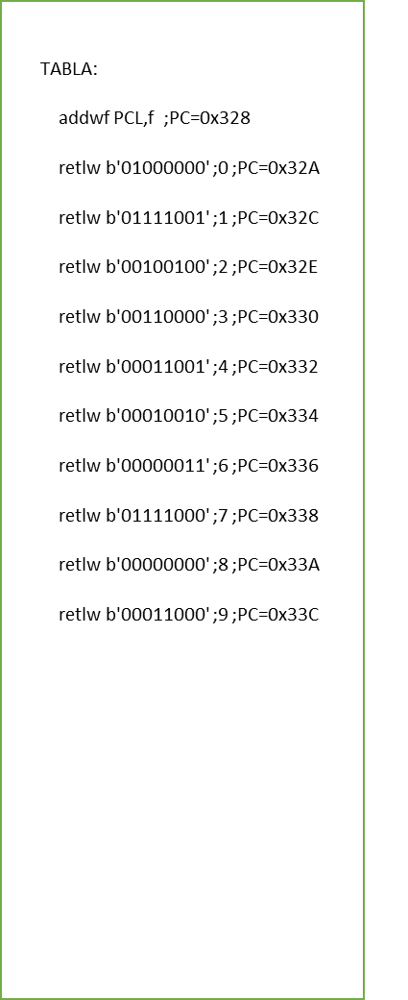 TABLA:
addwf PCL,f ;PC=0x328
retlw b'01000000';0 ;PC=0x32A
retlw b'01111001';1 ;PC=0x32C
retlw b'00100100';2 ;PC=0x32E
retlw b'00110000';3 ;PC=0x330
retlw b'00011001';4 ;PC=0x332
retlw b'00010010';5 ;PC=0x334
retlw b'00000011';6 ;PC=0x336
retlw b'01111000';7 ;PC=0x338
retlw b'00000000';8 ;PC=0x33A
retlw b'00011000';9 ;PC=0x33C